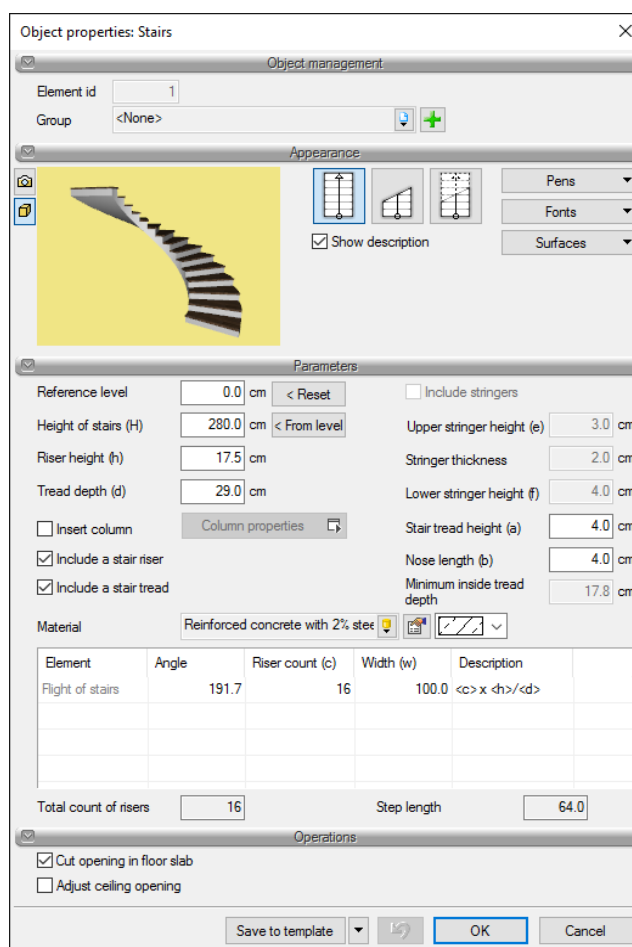 Object properties: Stairs
Object management
Element id 1
Group <None>
Appearance
Pens
Fonts
Show description Surfaces
Parameters
Reference level 0.0 cm < Reset Include stringers
Height of stairs (H) 280.0 cm < From level Upper stringer height (e) 3.0 cm
Riser height (h) 17.5 cm Stringer thickness 2.0 cm
Tread depth (d) 29.0 cm Lower stringer height (f) 4.0 cm
Insert column Column properties Stair tread height (a) 4.0 cm
Include a stair riser Nose length (b) 4.0 cm
Include a stair tread Minimum inside tread depth 17.8 cm
Material Reinforced concrete with 2% stee
Element Angle Riser count (c) Width (w) Description
Flight of stairs 191.7 16 100.0 <c> x <h>/<d>
Total count of risers 16 Step length 64.0
Operations
Cut opening in floor slab
Adjust ceiling opening
Save to template OK Cancel